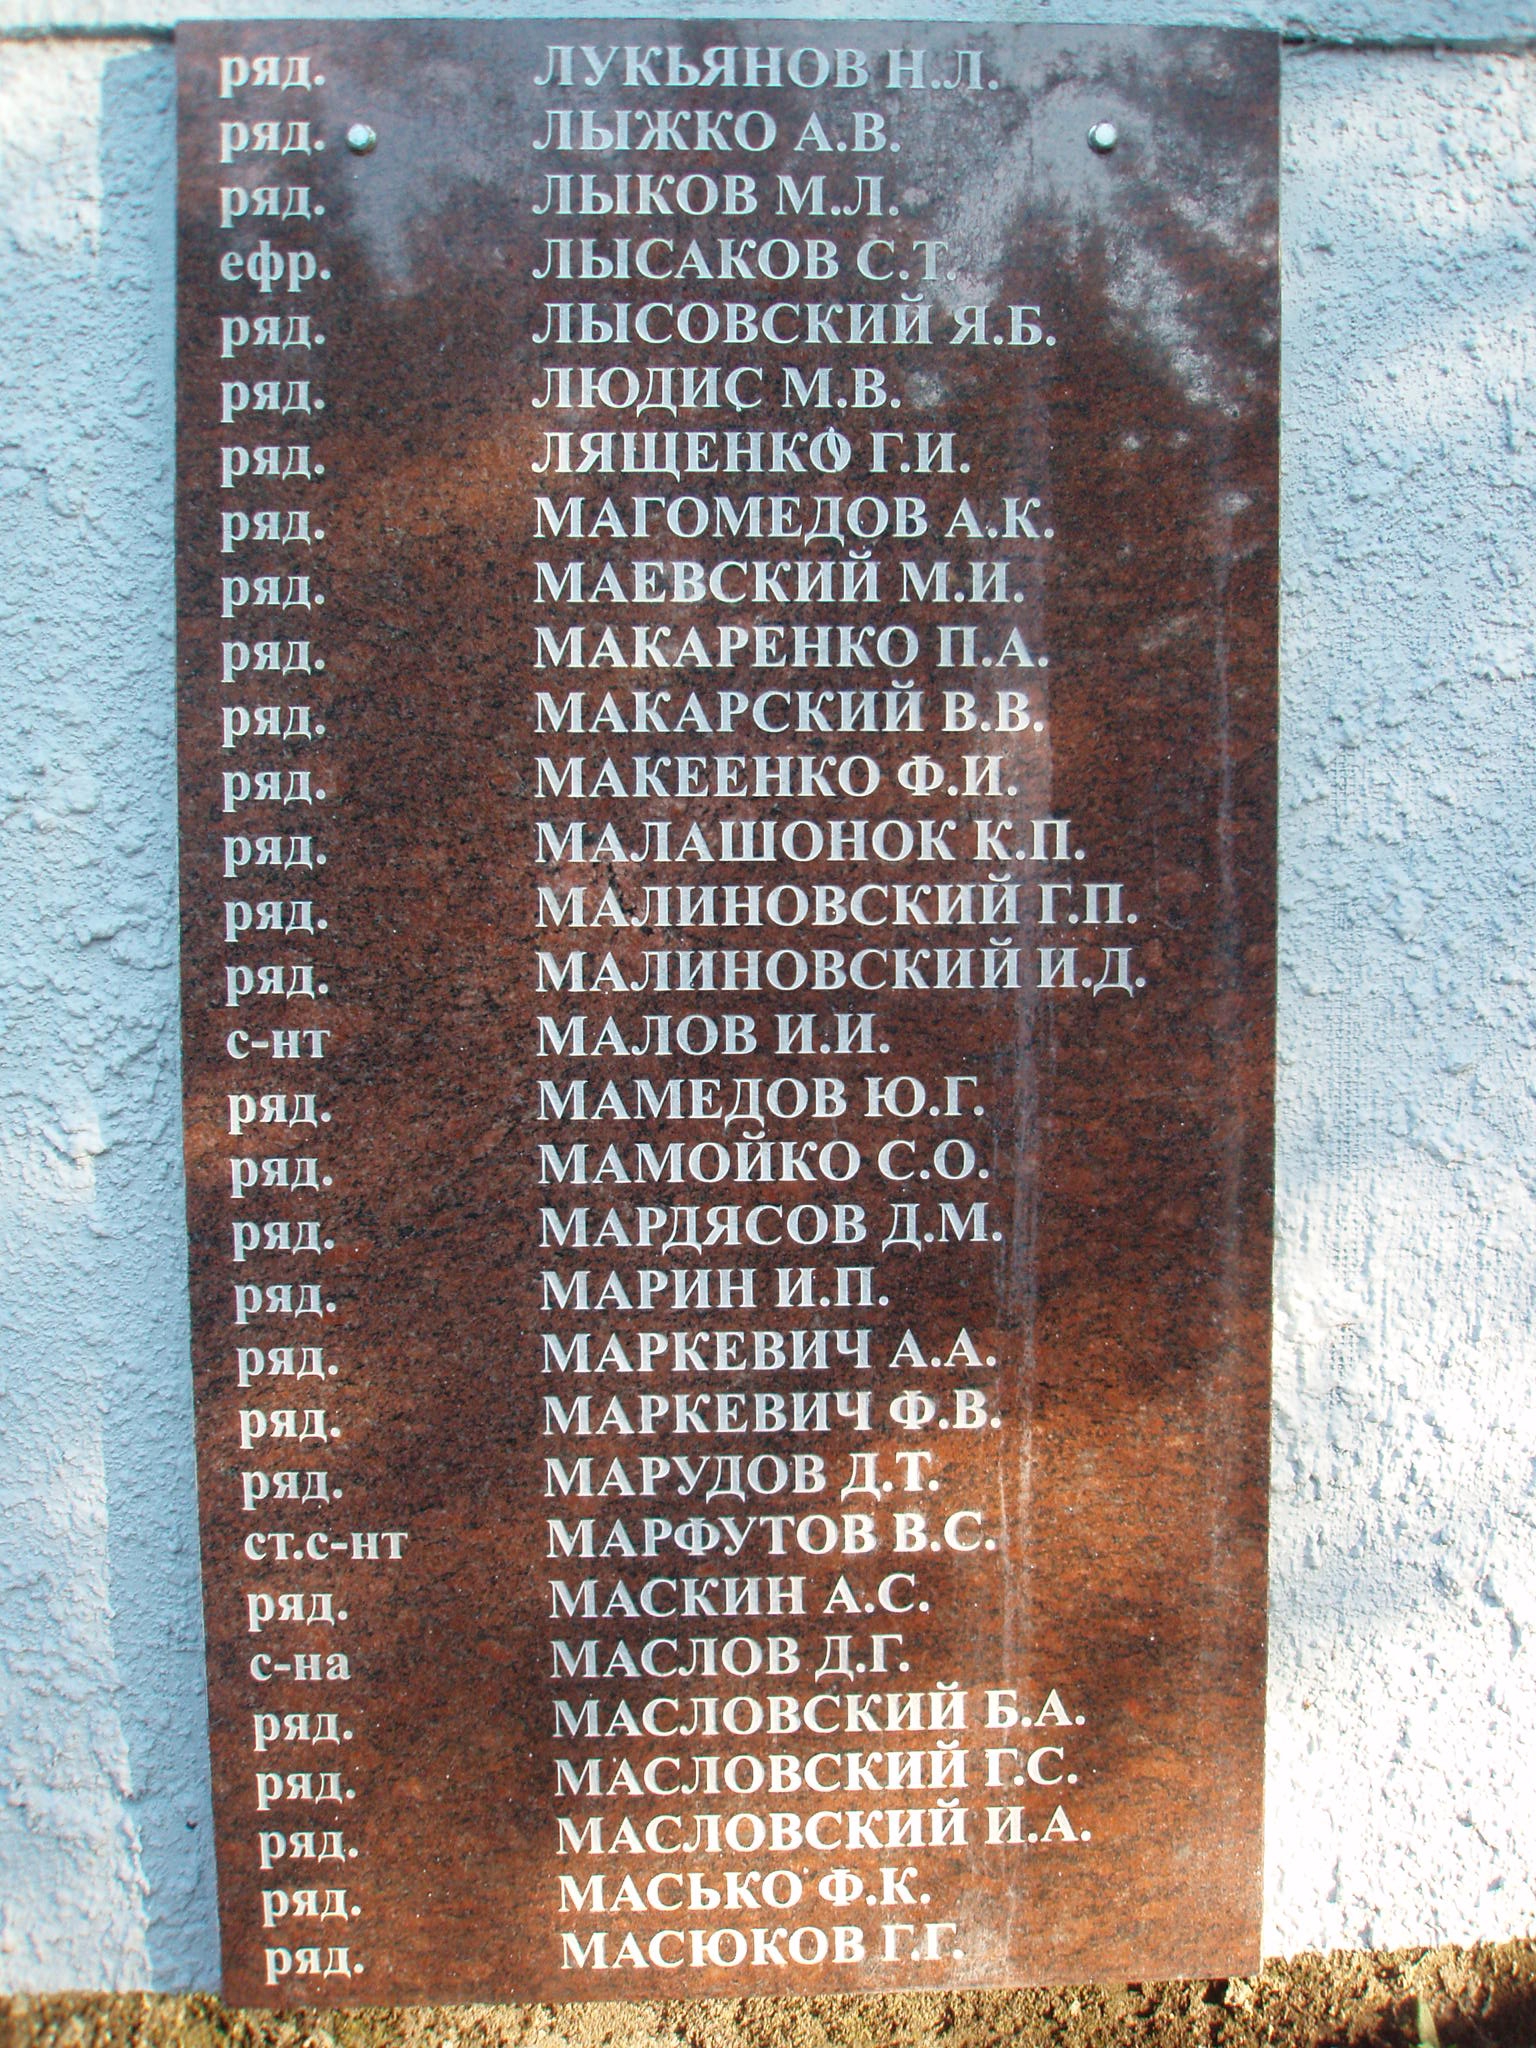 ряд. ЛУКЬЯНОВ Н.Л.
ряд. ЛЫЖКО А.В.
ряд. ЛЫКОВ М.Л.
ефр. ЛЫСАКОВ С.Т.
ряд. ЛЫСОВСКИЙ Я.Б.
ряд. ЛЮДИС М.В.
ряд. ЛЯЩЕНКО Г.И.
ряд. МАГОМЕДОВ А.К.
ряд. МАЕВСКИЙ М.И.
ряд. МАКАРЕНКО П.А.
ряд. МАКАРСКИЙ В.В.
ряд. МАКЕЕНКО Ф.И.
ряд. МАЛАШОНОК К.П.
ряд. МАЛИНОВСКИЙ Г.П.
ряд. МАЛИНОВСКИЙ И.Д.
с-нт МАЛОВ И.И.
ряд. МАМЕДОВ Ю.Г.
ряд. МАМОЙКО С.О.
ряд. МАРДЯСОВ Д.М.
ряд. МАРИН И.П.
ряд. МАРКЕВИЧ А.А.
ряд. МАРКЕВИЧ Ф.В.
ряд. МАРУДОВ Д.Т.
ст.с-нт МАРФУТОВ В.С.
ряд. МАСКИН А.С.
с-на МАСЛОВ Д.Г.
ряд. МАСЛОВСКИЙ Б.А.
ряд. МАСЛОВСКИЙ Г.С.
ряд. МАСЛОВСКИЙ И.А.
ряд. МАСЬКО Ф.К.
ряд. МАСЮКОВ Г.Г.